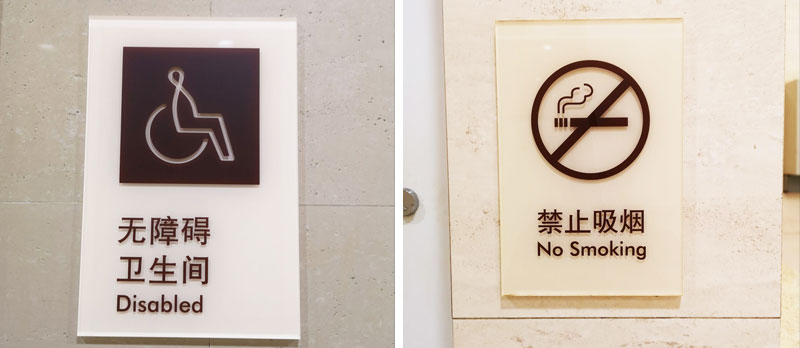 无障碍
卫生间
Disabled
禁止吸烟
No Smoking